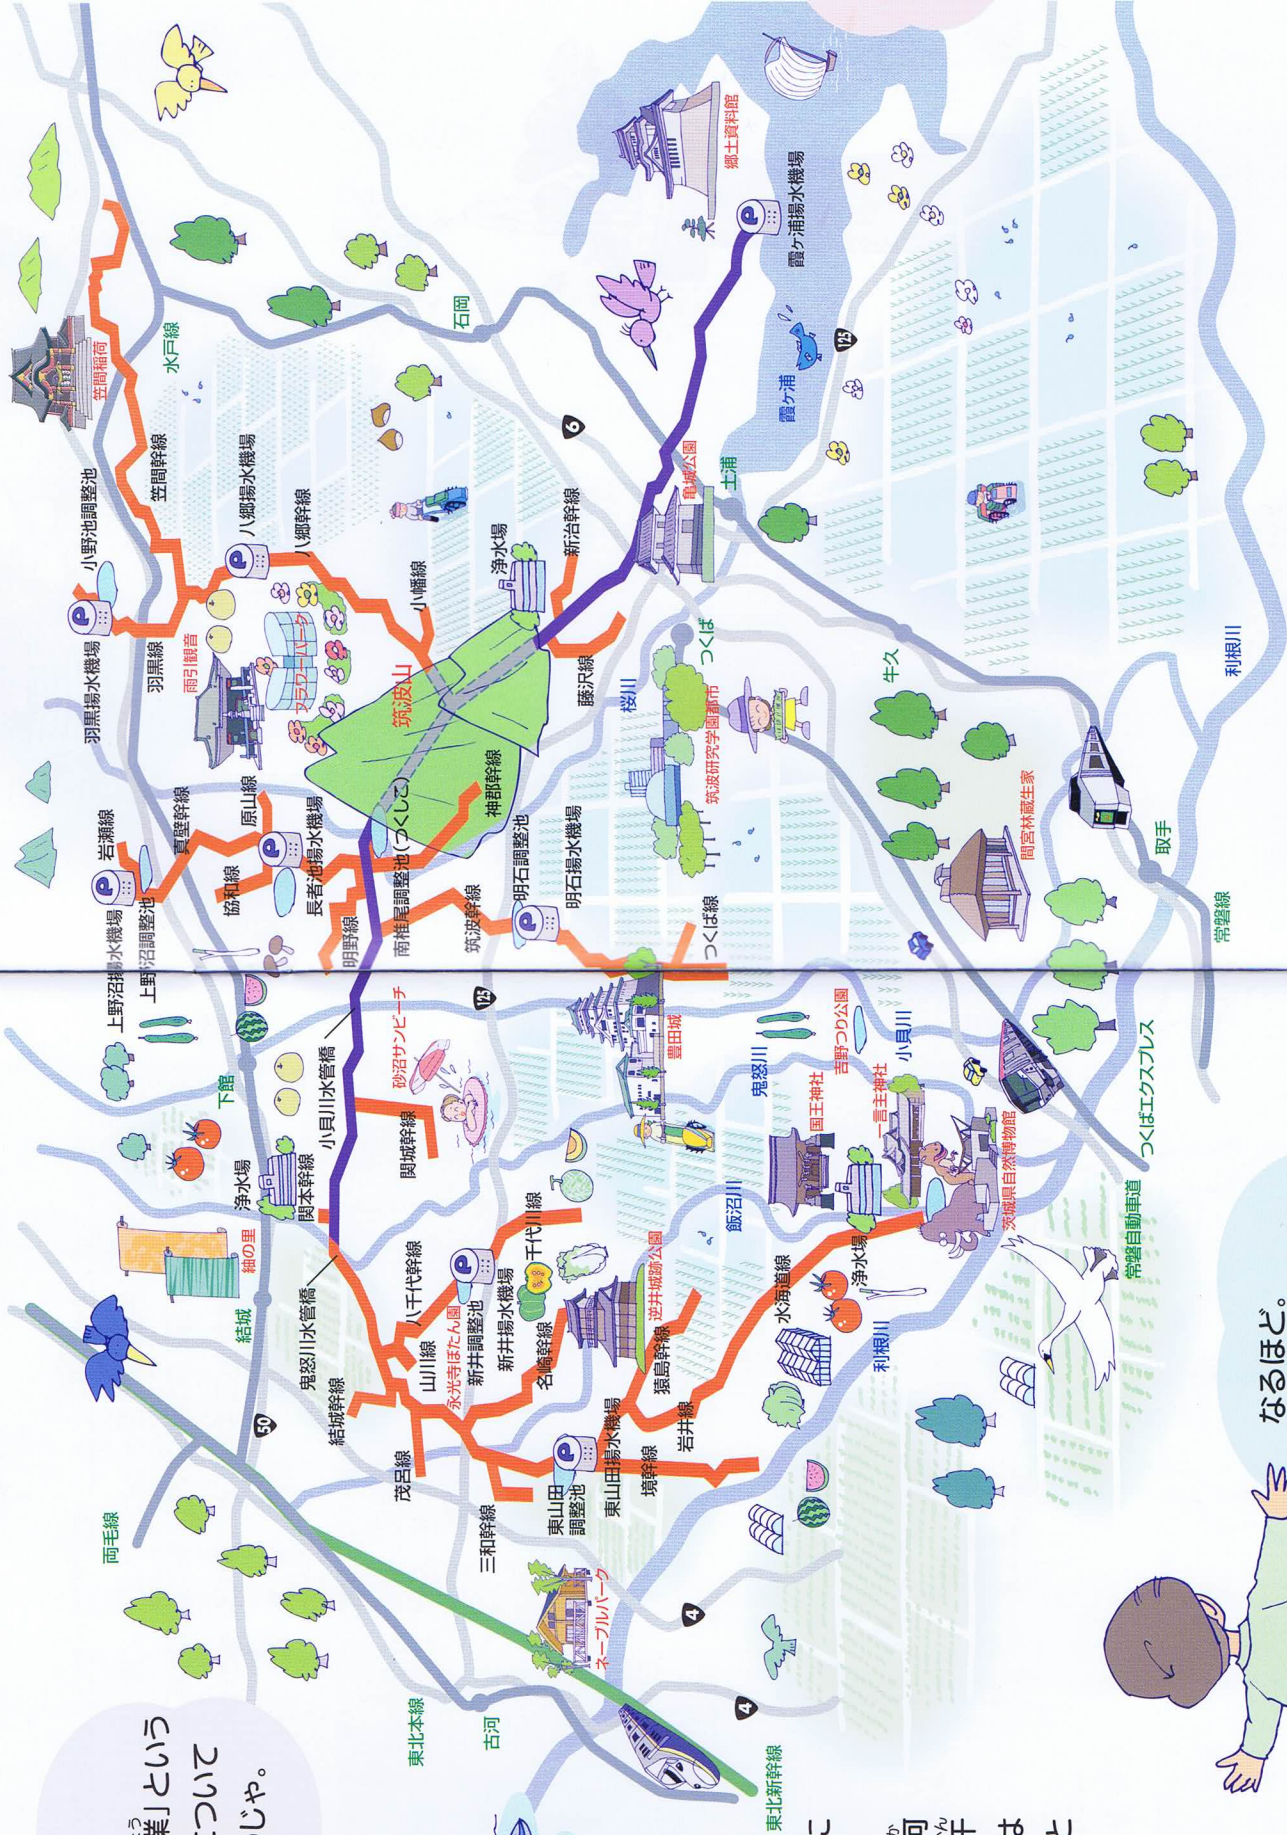 業」という
ついて
じゃ。
なるほど。
東北新幹線
東北本線
古河
ネーブルパーク
4
4
両毛線
50
結城
紬の里
下館
浄水場
関本幹線
鬼怒川水管橋
結城幹線
茂呂線
三和幹線
山川線
八千代幹線
永光寺ぼたん園
新井調整池
新井揚水機場
千代川線
名崎幹線
東山田
調整池
東山田揚水機場
境幹線
岩井線
猿島幹線
逆井城跡公園
水海道線
浄水場
利根川
飯沼川
鬼怒川
国王神社
一言主神社
吉野つり公園
小貝川
茨城県自然博物館
常磐自動車道
つくばエクスプレス
豊田城
砂沼サンビーチ
関城幹線
小貝川水管橋
125
上野沼揚水機場
上野沼調整池
岩瀬線
真壁幹線
原山線
協和線
長者池揚水機場
明野線
南椎尾調整池(つくしこ)
筑波幹線
神郡幹線
明石調整池
明石揚水機場
つくば線
筑波山
筑波研究学園都市
桜川
藤沢線
新治幹線
浄水場
小幡線
フラワーパーク
雨引観音
羽黒線
羽黒揚水機場
小野池調整池
笠間幹線
八郷揚水機場
八郷幹線
笠間稲荷
水戸線
石岡
6
亀城公園
土浦
つくば
牛久
間宮林蔵生家
取手
常磐線
利根川
霞ヶ浦
125
霞ヶ浦揚水機場
郷土資料館